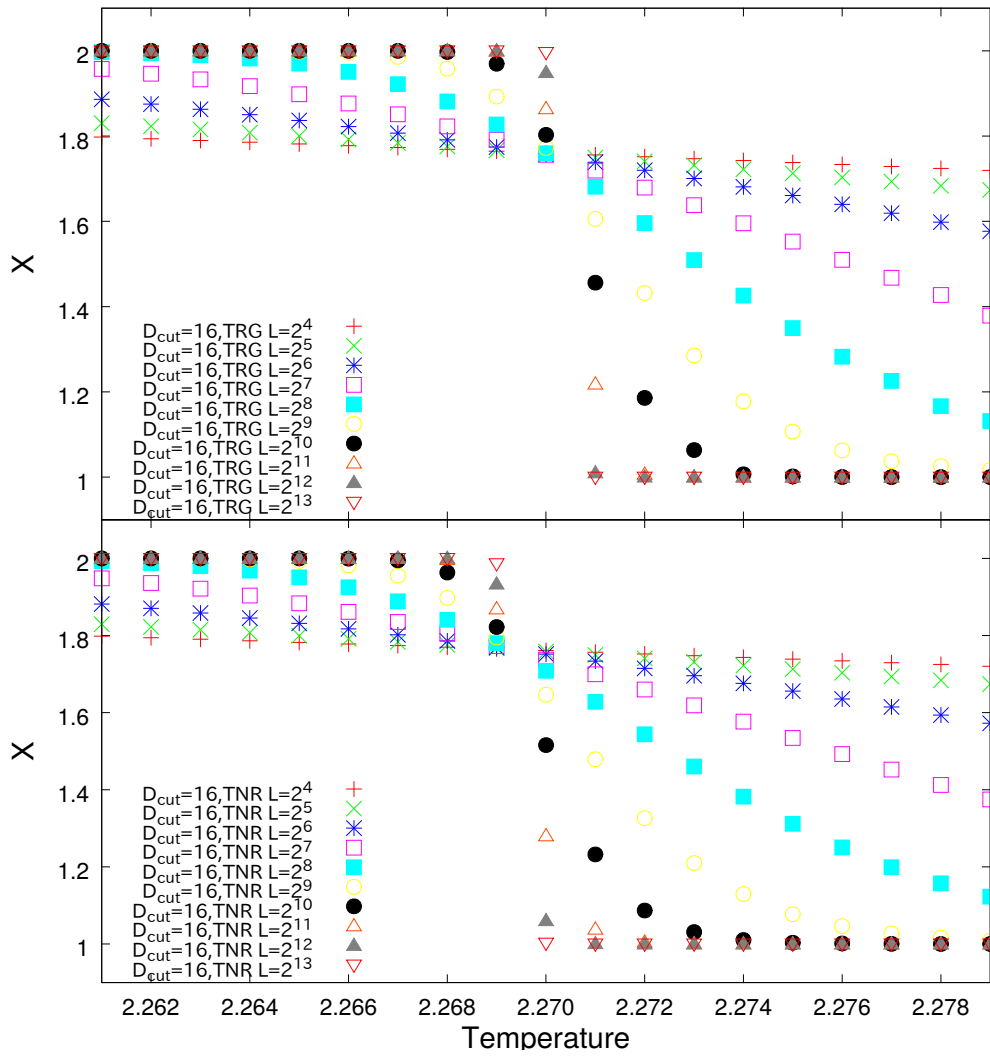 2
1.8
X
1.6
1.4
1.2
1
D_cut=16,TRG L=2^4
D_cut=16,TRG L=2^5
D_cut=16,TRG L=2^6
D_cut=16,TRG L=2^7
D_cut=16,TRG L=2^8
D_cut=16,TRG L=2^9
D_cut=16,TRG L=2^10
D_cut=16,TRG L=2^11
D_cut=16,TRG L=2^12
D_cut=16,TRG L=2^13
2
1.8
X
1.6
1.4
1.2
1
D_cut=16,TNR L=2^4
D_cut=16,TNR L=2^5
D_cut=16,TNR L=2^6
D_cut=16,TNR L=2^7
D_cut=16,TNR L=2^8
D_cut=16,TNR L=2^9
D_cut=16,TNR L=2^10
D_cut=16,TNR L=2^11
D_cut=16,TNR L=2^12
D_cut=16,TNR L=2^13
2.262 2.264 2.266 2.268 2.270 2.272 2.274 2.276 2.278
Temperature